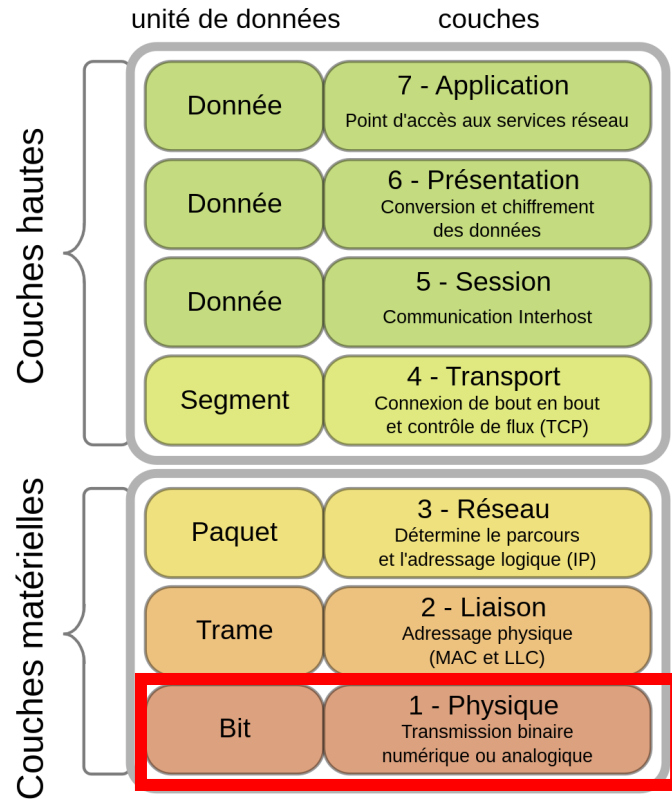 unité de données
couches
Couches hautes
Donnée
7 - Application
Point d'accès aux services réseau
Donnée
6 - Présentation
Conversion et chiffrement
des données
Donnée
5 - Session
Communication Interhost
Segment
4 - Transport
Connexion de bout en bout
et contrôle de flux (TCP)
Couches matérielles
Paquet
3 - Réseau
Détermine le parcours
et l'adressage logique (IP)
Trame
2 - Liaison
Adressage physique
(MAC et LLC)
Bit
1 - Physique
Transmission binaire
numérique ou analogique